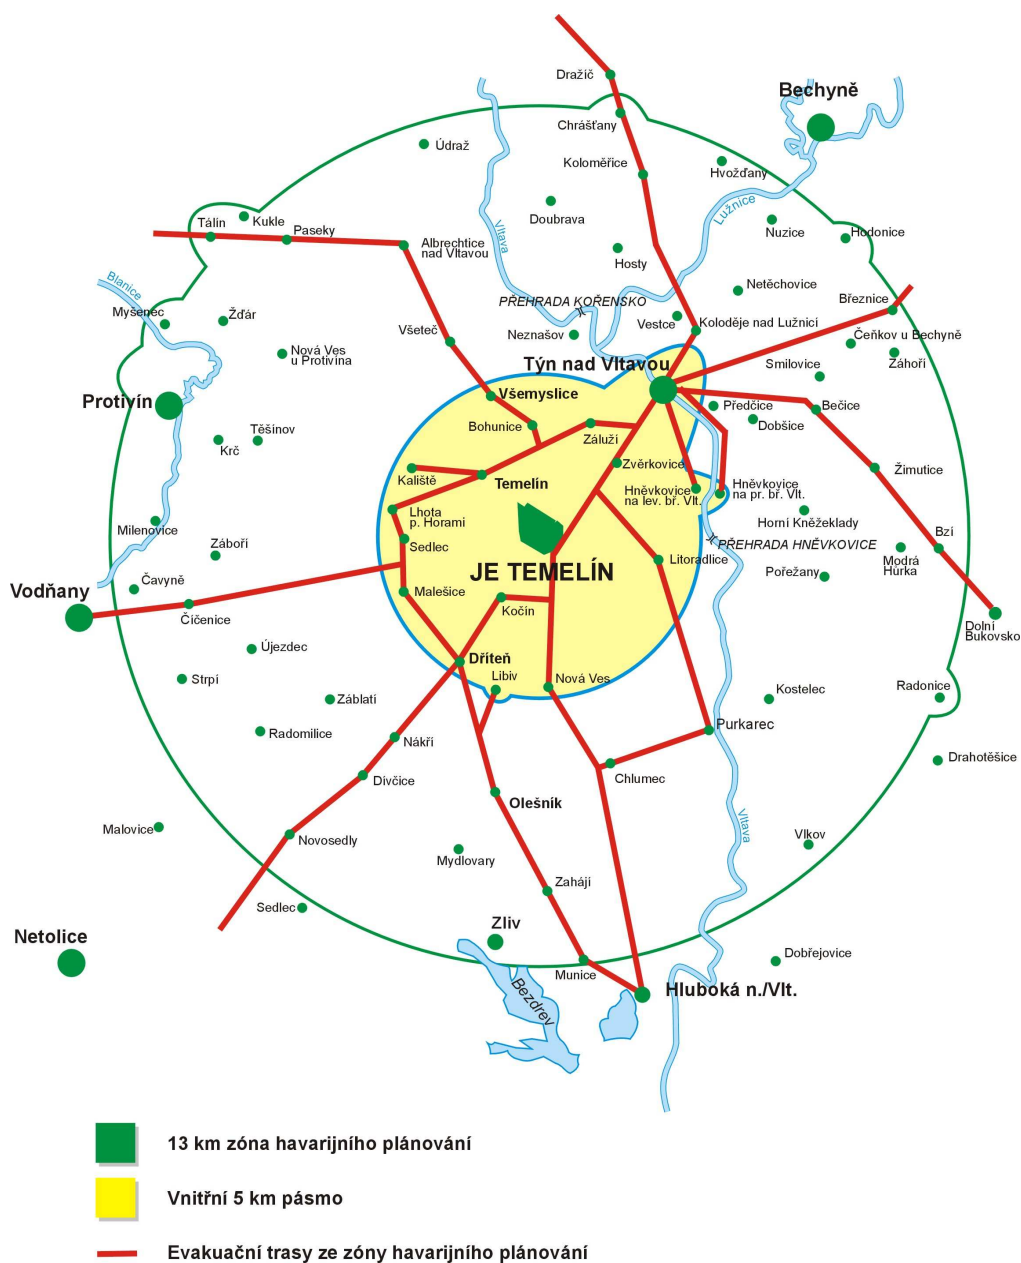 Dražič
Bechyně
Chrášťany
Údraž
Koloměřice
Hvožďany
Lužnice
Doubrava
Vltava
Tálín
Kukle
Paseky
Albrechtice
nad Vltavou
Nuzice
Hodonice
Hosty
Blanice
Netěchovice
PŘEHRADA KOŘENSKO
Březnice
Myšenec
Žďár
Všeteč
Neznašov
Vestce
Koloděje nad Lužnicí
Čeňkov u Bechyně
Nová Ves
u Protivína
Týn nad Vltavou
Smilovice
Záhoří
Protivín
Všemyslice
Předčice
Bečice
Dobšice
Bohunice
Záluží
Těšínov
Krč
Kaliště
Temelín
Zvěrkovice
Žimutice
Hněvkovice
na lev. bř. Vlt.
Hněvkovice
na pr. bř. Vlt.
Lhota
p. Horami
Milenovice
Horní Kněžeklady
Bzí
Záboří
Sedlec
PŘEHRADA HNĚVKOVICE
Modrá
Hůrka
Litoradlice
JE TEMELÍN
Pořežany
Čavyně
Vodňany
Malešice
Kočín
Číčenice
Dolní
Bukovsko
Újezdec
Dříteň
Strpí
Libiv
Nová Ves
Kostelec
Radonice
Záblatí
Radomilice
Nákří
Purkarec
Drahotěšice
Divčice
Chlumec
Olešník
Vltava
Malovice
Novosedly
Vlkov
Mydlovary
Zahájí
Sedlec
Netolice
Zliv
Dobřejovice
Munice
Bezdrev
Hluboká n./Vlt.
13 km zóna havarijního plánování
Vnitřní 5 km pásmo
Evakuační trasy ze zóny havarijního plánování